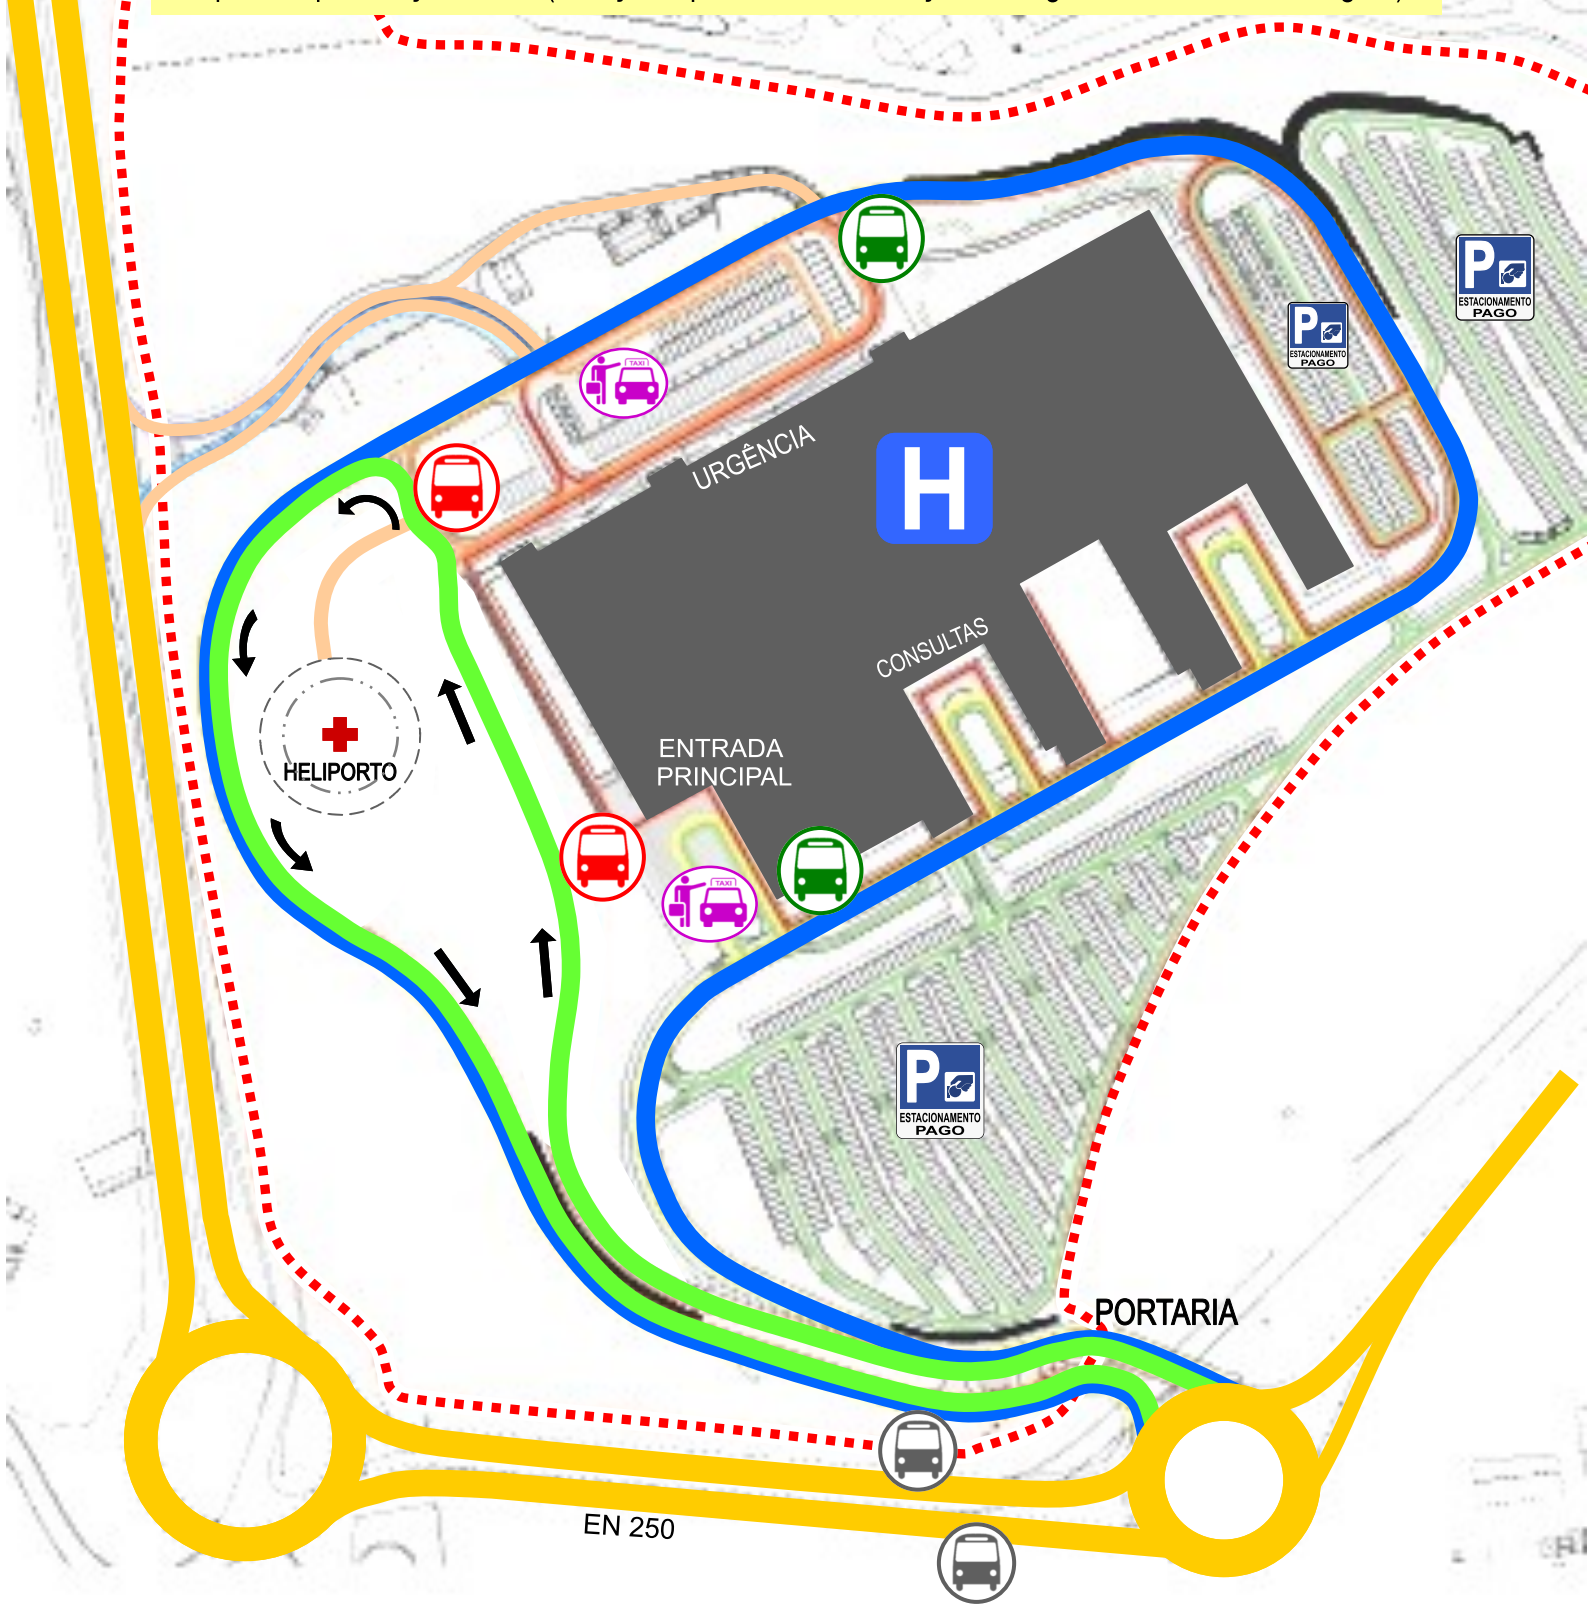 P
ESTACIONAMENTO
PAGO
P
ESTACIONAMENTO
PAGO
TAXI
URGÊNCIA
H
CONSULTAS
ENTRADA
PRINCIPAL
HELIPORTO
TAXI
P
ESTACIONAMENTO
PAGO
PORTARIA
EN 250